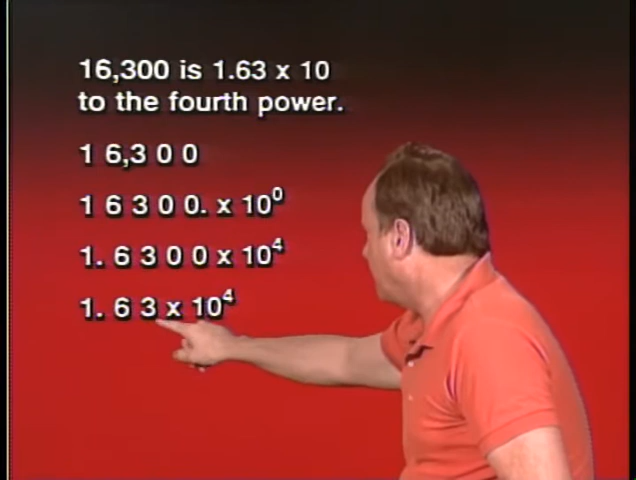 16,300 is 1.63 x 10
to the fourth power.
1 6,3 0 0
1 6 3 0 0. x 10⁰
1. 6 3 0 0 x 10⁴
1. 6 3 x 10⁴